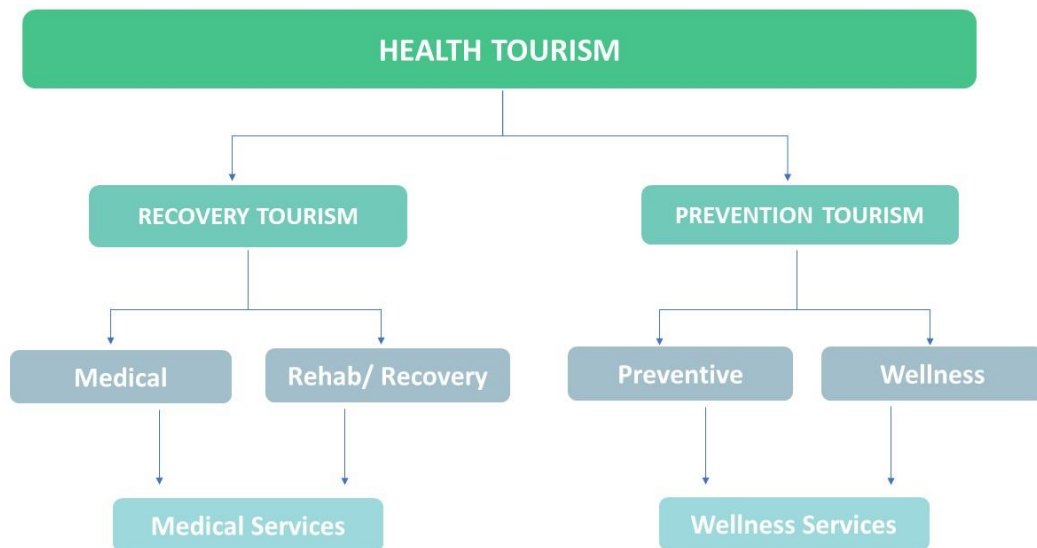 HEALTH TOURISM
RECOVERY TOURISM
PREVENTION TOURISM
Medical
Rehab/ Recovery
Preventive
Wellness
Medical Services
Wellness Services